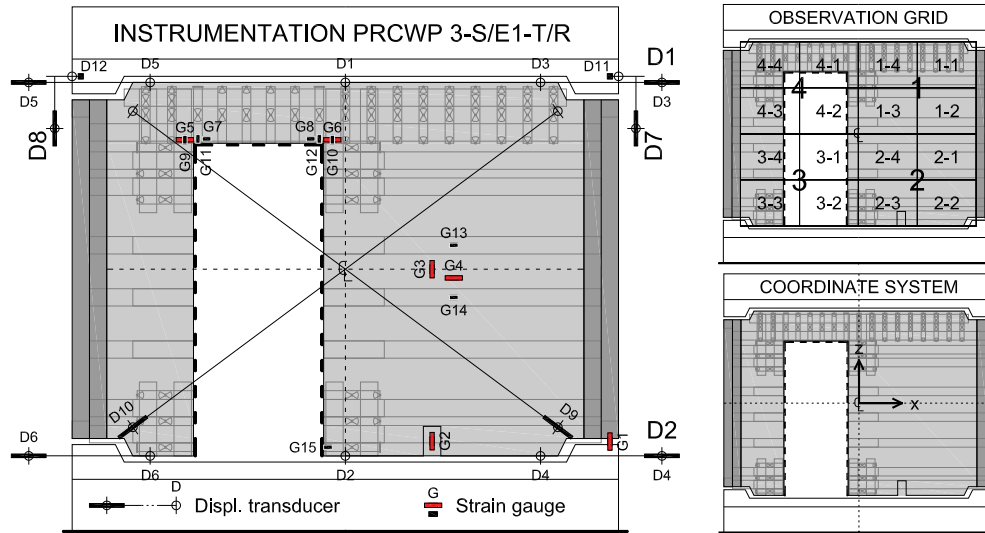 INSTRUMENTATION PRCWP 3-S/E1-T/R
D12
D5
D1
D3
D11
D1
D5
D3
D8
D7
G5
G7
G8
G6
G9
G11
G12
G10
G13
G3
G4
G14
D10
D9
D6
G15
G2
G1
D2
D6
D2
D4
D4
D
Displ. transducer
G
Strain gauge
OBSERVATION GRID
4-4
4-1
1-4
1-1
4
1
4-3
4-2
1-3
1-2
CL
3-4
3-1
2-4
2-1
3
2
3-3
3-2
2-3
2-2
COORDINATE SYSTEM
Z
CL
X